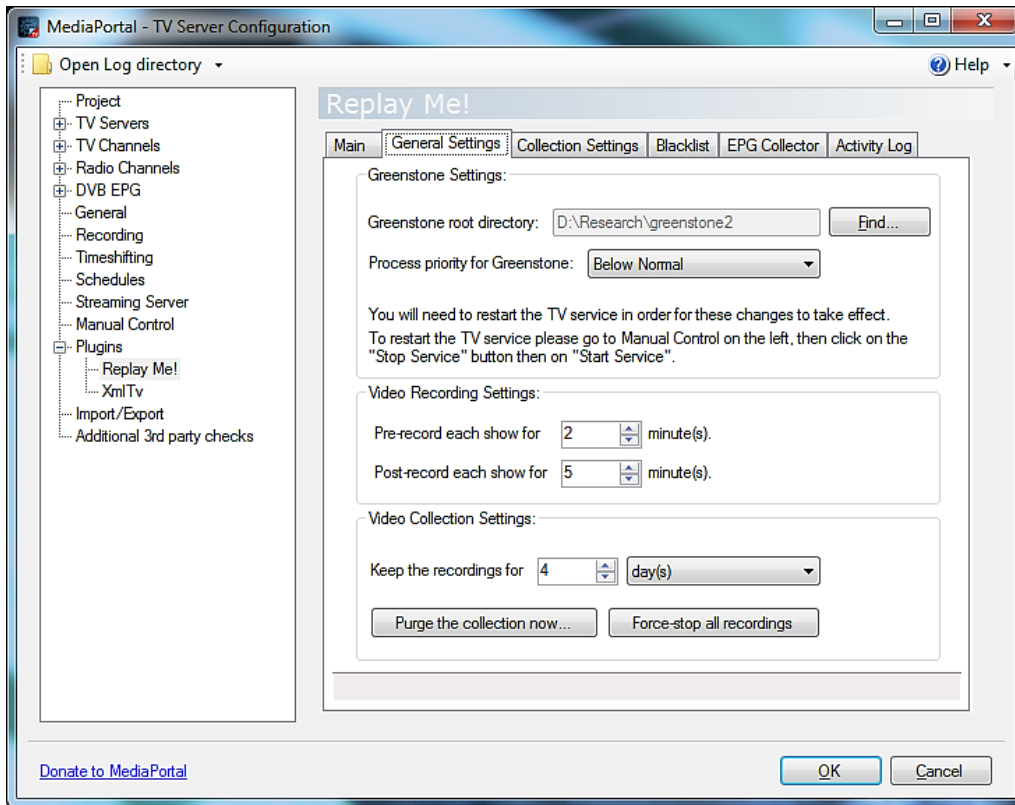 MediaPortal - TV Server Configuration
Open Log directory
Help
Project
TV Servers
TV Channels
Radio Channels
DVB EPG
General
Recording
Timeshifting
Schedules
Streaming Server
Manual Control
Plugins
Replay Me!
XmlTv
Import/Export
Additional 3rd party checks
Replay Me!
Main General Settings Collection Settings Blacklist EPG Collector Activity Log
Greenstone Settings:
Greenstone root directory: D:\Research\greenstone2 Find...
Process priority for Greenstone: Below Normal
You will need to restart the TV service in order for these changes to take effect.
To restart the TV service please go to Manual Control on the left, then click on the
"Stop Service" button then on "Start Service".
Video Recording Settings:
Pre-record each show for 2 minute(s).
Post-record each show for 5 minute(s).
Video Collection Settings:
Keep the recordings for 4 day(s)
Purge the collection now... Force-stop all recordings
Donate to MediaPortal
OK Cancel